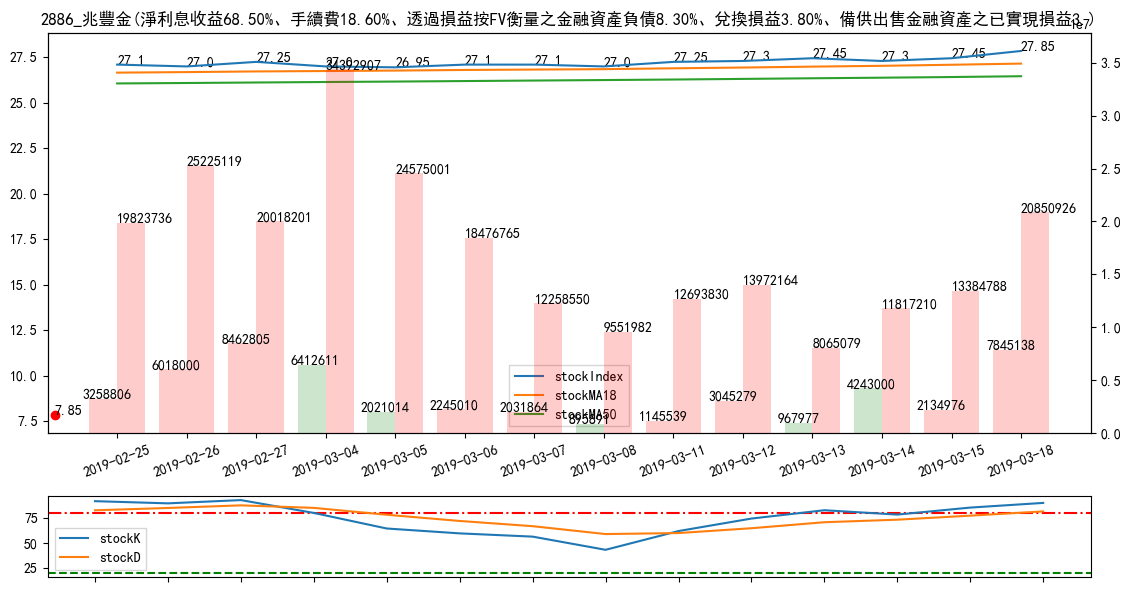 2886_兆豐金(淨利息收益68.50%、手續費18.60%、透過損益按FV衡量之金融資產負債8.30%、兌換損益3.80%、備供出售金融資產之已實現損益3.)
1e7
27.1 27.0 27.25 27.0 26.95 27.1 27.1 27.0 27.25 27.3 27.45 27.3 27.45 27.85
27.5
25.0
22.5
20.0
17.5
15.0
12.5
10.0
7.5
3.5
3.0
2.5
2.0
1.5
1.0
0.5
0.0
19823736 25225119 20018201 34392907 24575001 18476765 12258550 9551982 12693830 13972164 8065079 11817210 13384788 20850926
3258806 6018000 8462805 6412611 2021014 2245010 2031864 895891 1145539 3045279 967977 4243000 2134976 7845138
7.85
stockIndex
stockMA18
stockMA50
2019-02-25 2019-02-26 2019-02-27 2019-03-04 2019-03-05 2019-03-06 2019-03-07 2019-03-08 2019-03-11 2019-03-12 2019-03-13 2019-03-14 2019-03-15 2019-03-18
75
50
25
stockK
stockD